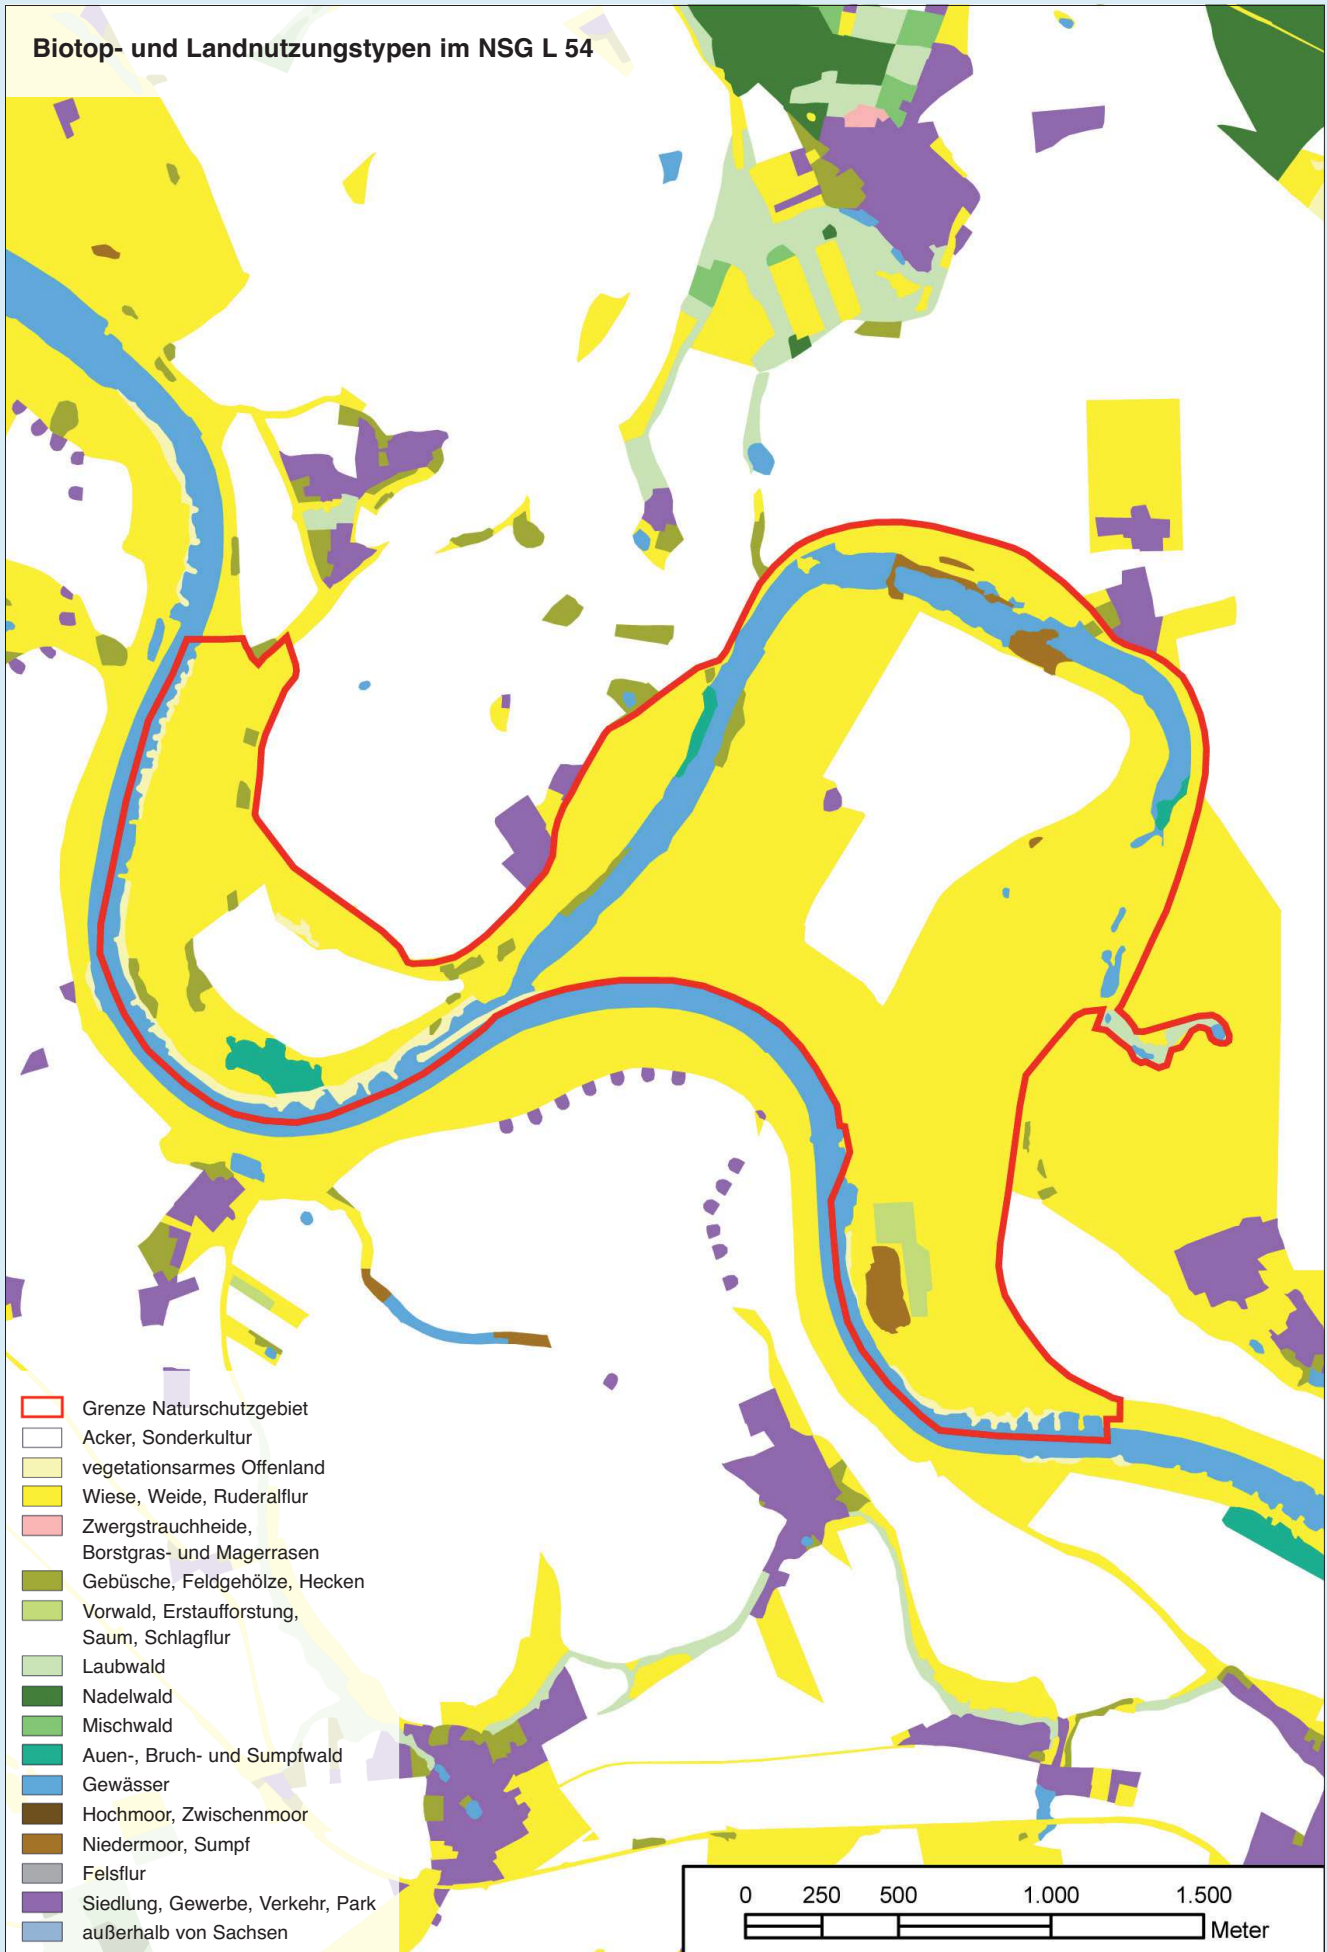 Biotop- und Landnutzungstypen im NSG L 54
Grenze Naturschutzgebiet
Acker, Sonderkultur
vegetationsarmes Offenland
Wiese, Weide, Ruderalflur
Zwergstrauchheide,
Borstgras- und Magerrasen
Gebüsche, Feldgehölze, Hecken
Vorwald, Erstaufforstung,
Saum, Schlagflur
Laubwald
Nadelwald
Mischwald
Auen-, Bruch- und Sumpfwald
Gewässer
Hochmoor, Zwischenmoor
Niedermoor, Sumpf
Felsflur
Siedlung, Gewerbe, Verkehr, Park
außerhalb von Sachsen
0 250 500 1.000 1.500
Meter